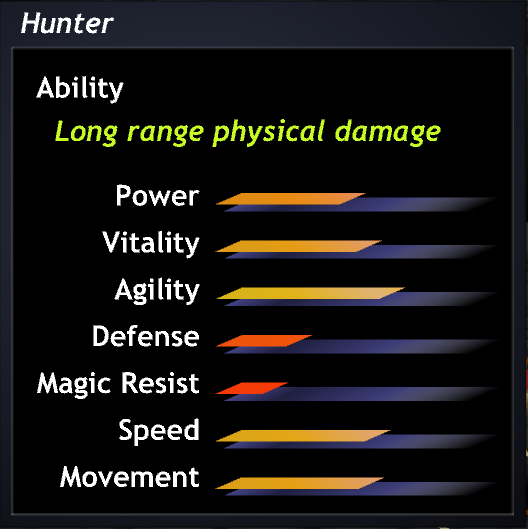 Hunter
Ability
Long range physical damage
Power
Vitality
Agility
Defense
Magic Resist
Speed
Movement